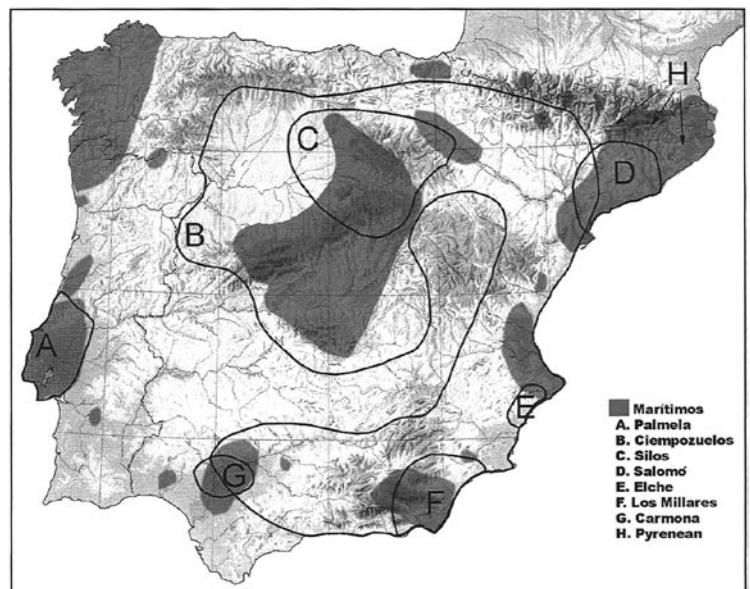 H
C
D
B
A
E
G
F
Marítimos
A. Palmela
B. Ciempozuelos
C. Silos
D. Salomó
E. Elche
F. Los Millares
G. Carmona
H. Pyrenean